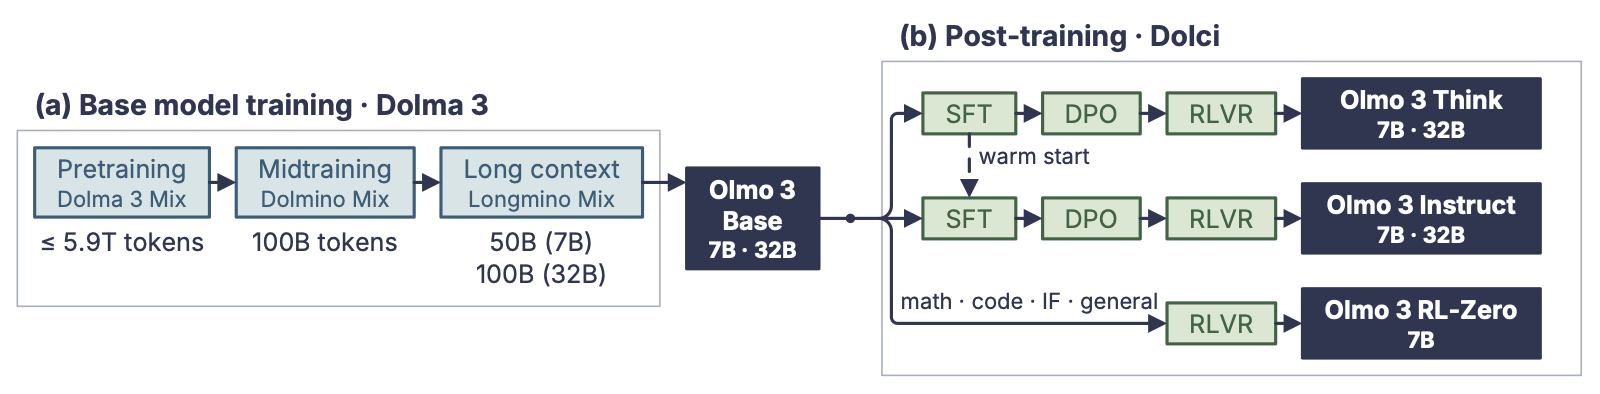 (a) Base model training · Dolma 3
Pretraining
Dolma 3 Mix
≤ 5.9T tokens
Midtraining
Dolmino Mix
100B tokens
Long context
Longmino Mix
50B (7B)
100B (32B)
Olmo 3
Base
7B · 32B
(b) Post-training · Dolci
SFT
DPO
RLVR
Olmo 3 Think
7B · 32B
warm start
SFT
DPO
RLVR
Olmo 3 Instruct
7B · 32B
math · code · IF · general
RLVR
Olmo 3 RL-Zero
7B